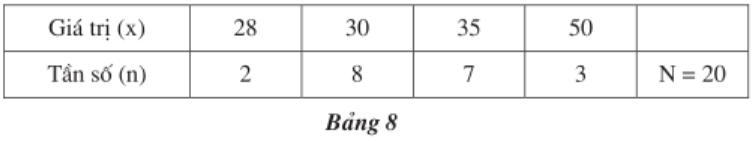 Giá trị (x) 28 30 35 50
Tần số (n) 2 8 7 3 N = 20
Bảng 8